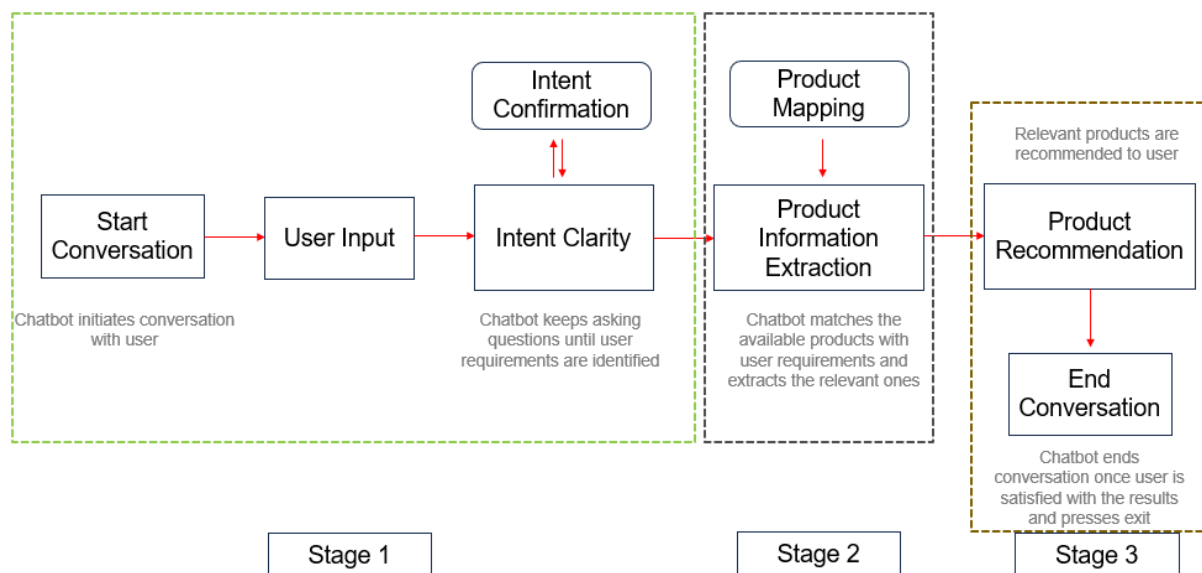 Intent
Confirmation
Product
Mapping
Relevant products are
recommended to user
Start
Conversation
User Input
Intent Clarity
Product
Information
Extraction
Product
Recommendation
Chatbot initiates conversation
with user
Chatbot keeps asking
questions until user
requirements are identified
Chatbot matches the
available products with
user requirements and
extracts the relevant ones
End
Conversation
Chatbot ends
conversation once user is
satisfied with the results
and presses exit
Stage 1
Stage 2
Stage 3